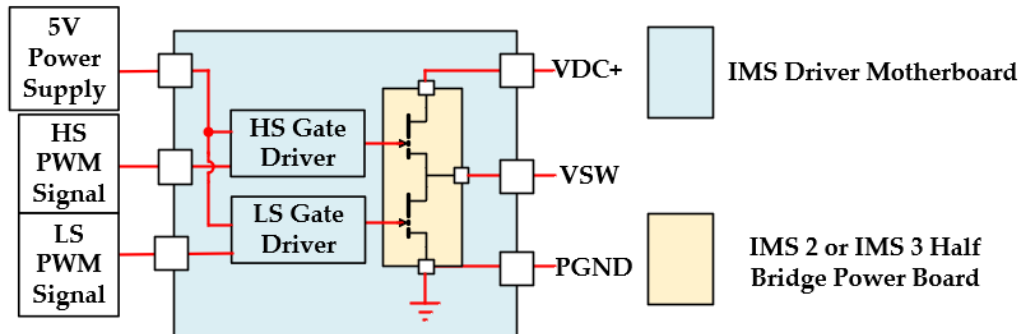 5V
Power
Supply
HS
PWM
Signal
LS
PWM
Signal
HS Gate
Driver
LS Gate
Driver
VDC+
VSW
PGND
IMS Driver Motherboard
IMS 2 or IMS 3 Half
Bridge Power Board